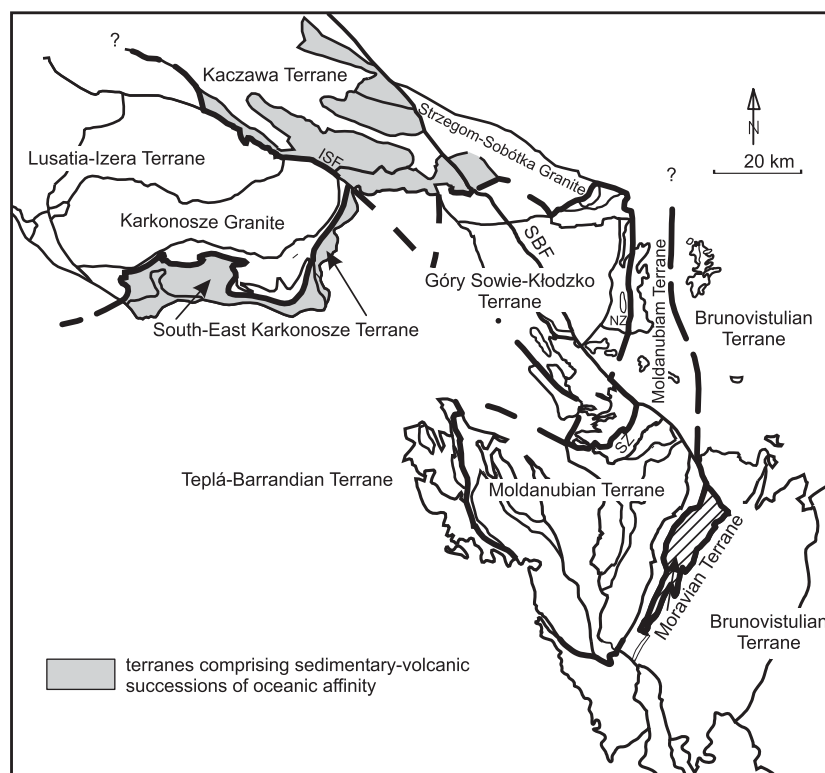 ?
Kaczawa Terrane
Strzegom-Sobótka Granite
N
20 km
Lusatia-Izera Terrane
ISF
?
Karkonosze Granite
SBF
Góry Sowie-Kłodzko
Terrane
NZ
Moldanubiam Terrane
Brunovistulian
Terrane
South-East Karkonosze Terrane
SZ
Teplá-Barrandian Terrane
Moldanubian Terrane
Moravian Terrane
Brunovistulian
Terrane
terranes comprising sedimentary-volcanic
successions of oceanic affinity